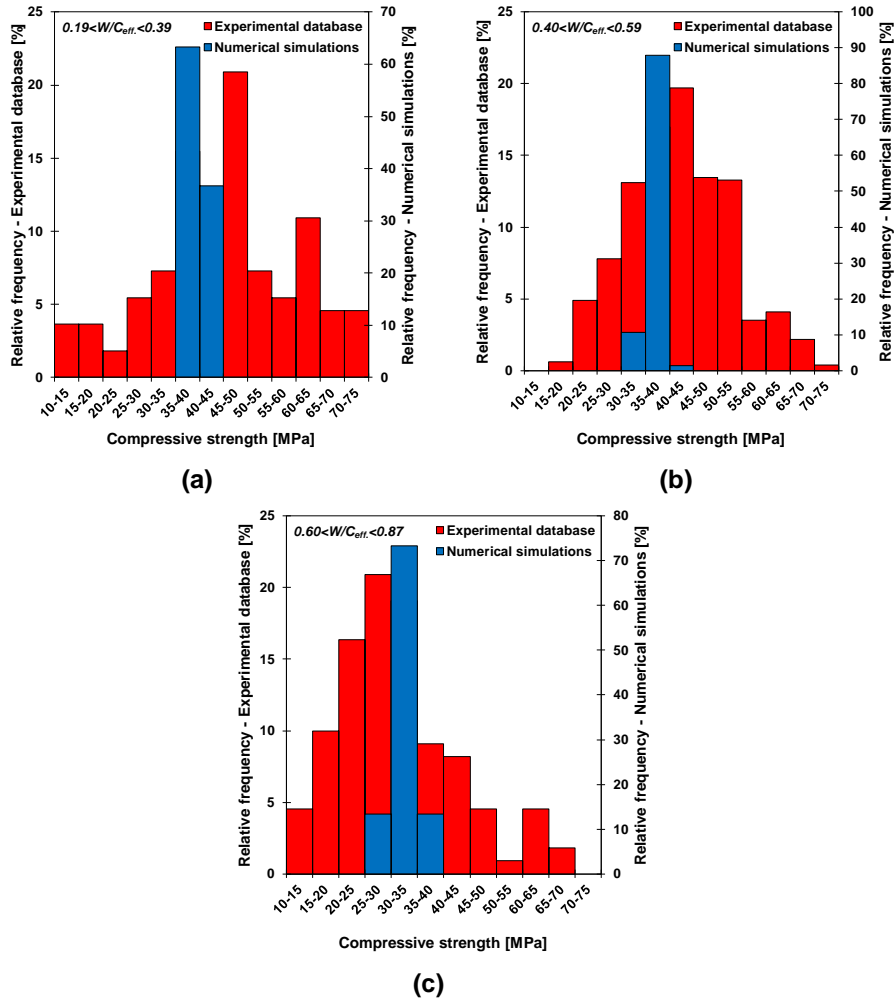 0.19<W/Ceff.<0.39
Experimental database
Numerical simulations
Relative frequency - Experimental database [%]
25
20
15
10
5
0
Relative frequency - Numerical simulations [%]
70
60
50
40
30
20
10
0
10-15 15-20 20-25 25-30 30-35 35-40 40-45 45-50 50-55 55-60 60-65 65-70 70-75
Compressive strength [MPa]
(a)
0.40<W/Ceff.<0.59
Experimental database
Numerical simulations
Relative frequency - Experimental database [%]
25
20
15
10
5
0
Relative frequency - Numerical simulations [%]
100
90
80
70
60
50
40
30
20
10
0
10-15 15-20 20-25 25-30 30-35 35-40 40-45 45-50 50-55 55-60 60-65 65-70 70-75
Compressive strength [MPa]
(b)
0.60<W/Ceff.<0.87
Experimental database
Numerical simulations
Relative frequency - Experimental database [%]
25
20
15
10
5
0
Relative frequency - Numerical simulations [%]
80
70
60
50
40
30
20
10
0
10-15 15-20 20-25 25-30 30-35 35-40 40-45 45-50 50-55 55-60 60-65 65-70 70-75
Compressive strength [MPa]
(c)